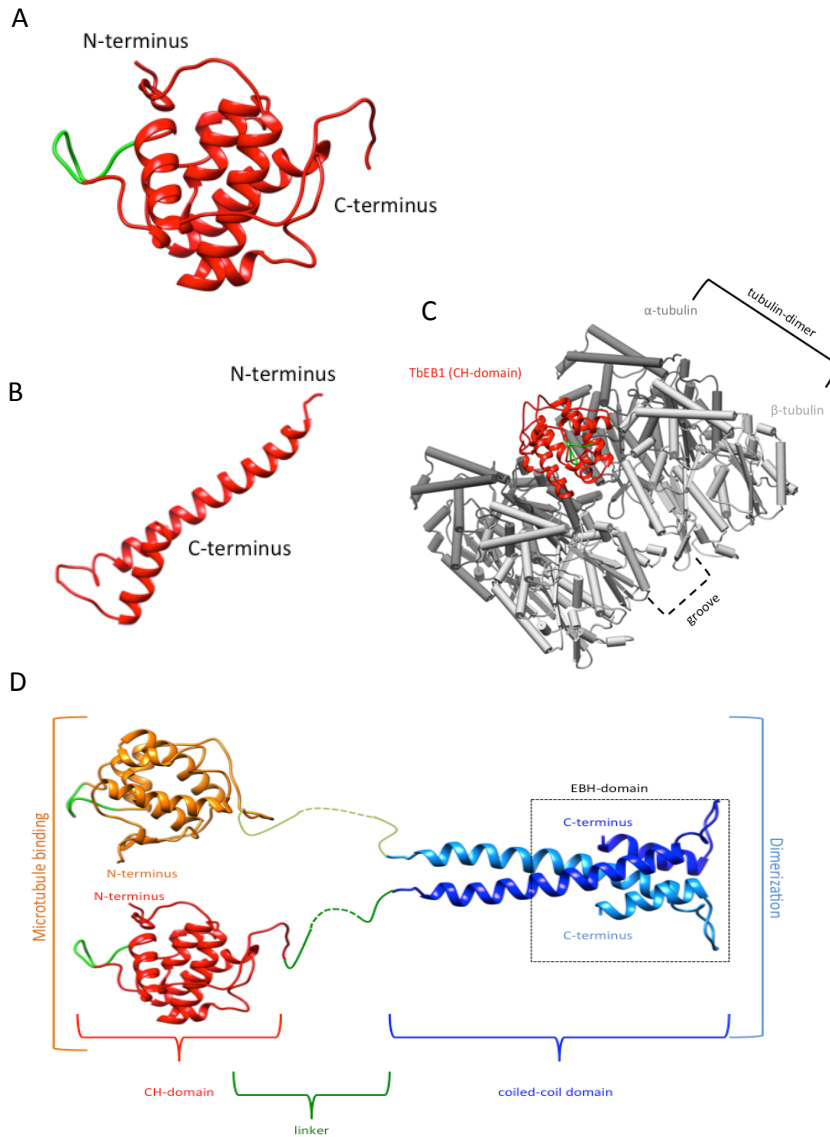 A
N-terminus
C-terminus
B
N-terminus
C-terminus
C
α-tubulin
tubulin-dimer
TbEB1 (CH-domain)
β-tubulin
groove
D
Microtubule binding
EBH-domain
C-terminus
N-terminus
N-terminus
C-terminus
Dimerization
CH-domain
linker
coiled-coil domain